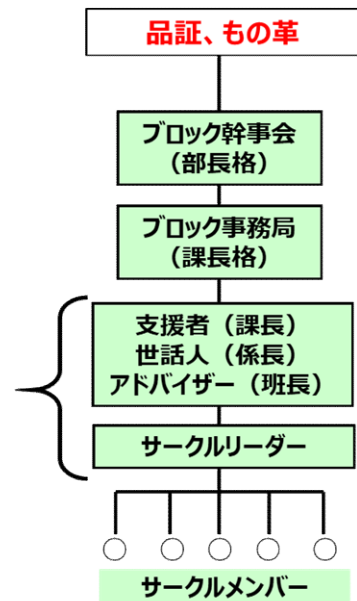 品証、もの革
ブロック幹事会
（部長格）
ブロック事務局
（課長格）
支援者（課長）
世話人（係長）
アドバイザー（班長）
サークルリーダー
サークルメンバー